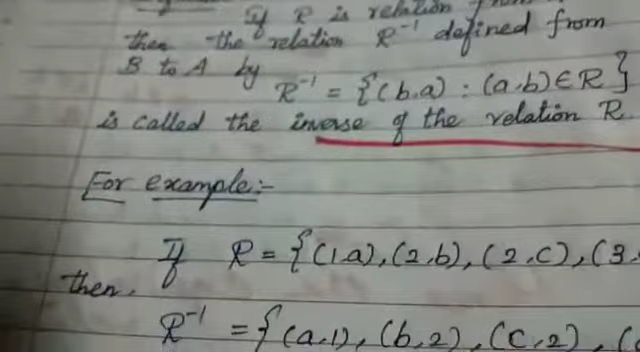 If R is relation
then the relation R⁻¹ defined from
B to A by
R⁻¹ = {(b,a) : (a,b) ∈ R}
is called the inverse of the relation R
For example:-
If R = {(1,a), (2,b), (2,c), (3,
then,
R⁻¹ = {(a,1), (b,2), (c,2), (